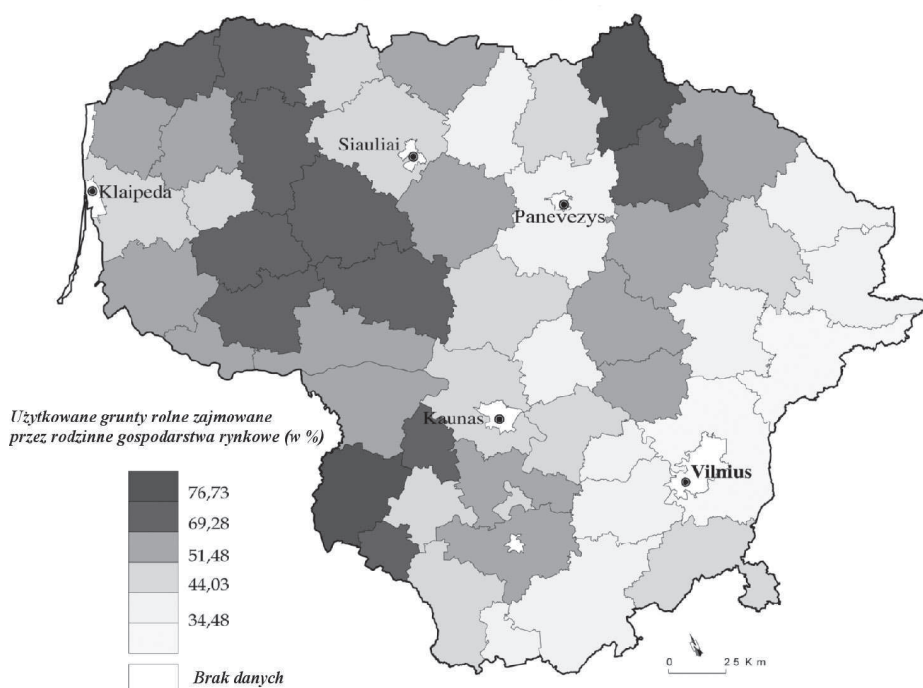 Siauliai
Klaipeda
Panevezys
Kaunas
Vilnius
Użytkowane grunty rolne zajmowane
przez rodzinne gospodarstwa rynkowe (w %)
76,73
69,28
51,48
44,03
34,48
Brak danych
0 25 Km